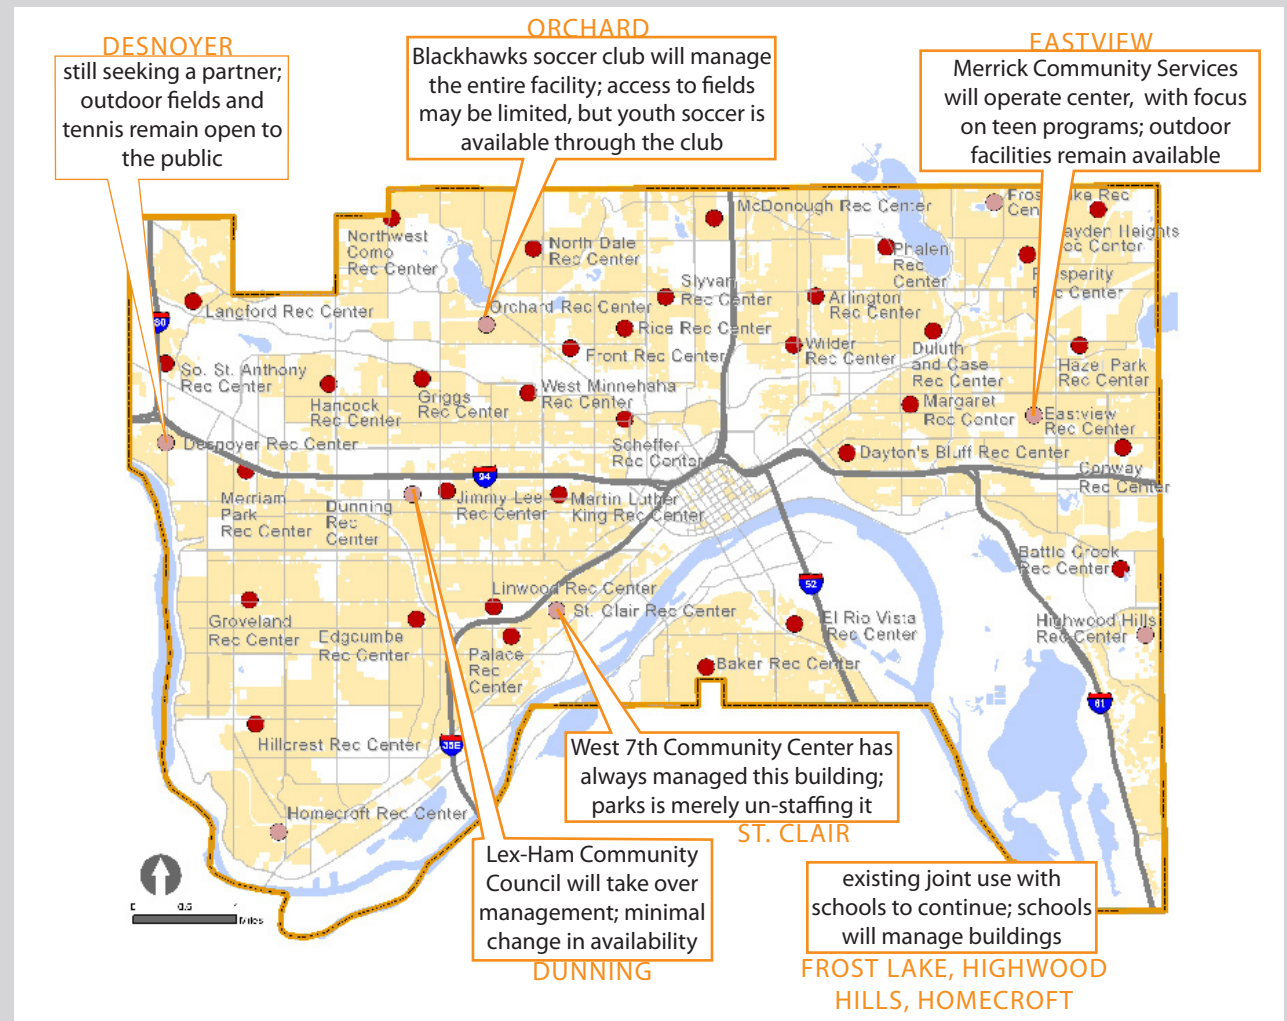 DESNOYER
still seeking a partner;
outdoor fields and
tennis remain open to
the public
ORCHARD
Blackhawks soccer club will manage
the entire facility; access to fields
may be limited, but youth soccer is
available through the club
EASTVIEW
Merrick Community Services
will operate center, with focus
on teen programs; outdoor
facilities remain available
McDonough Rec Center
Northwest
Como
Rec Center
North Dale
Rec Center
Phalen
Rec
Center
Slyvan
Rec Center
Langford Rec Center
Orchard Rec Center
Arlington
Rec Center
Rice Rec Center
Front Rec Center
Wilder
Rec Center
Duluth
and Case
Rec Center
Hazel Park
Rec Center
So. St. Anthony
Rec Center
Hancock
Rec Center
Griggs
Rec Center
West Minnehaha
Rec Center
Margaret
Rec Center
Eastview
Rec Center
Scheffer
Rec Center
Desnoyer Rec Center
Dayton's Bluff Rec Center
Conway
Rec Center
94
Merriam
Park
Rec Center
Dunning
Rec
Center
Jimmy Lee
Rec Center
Martin Luther
King Rec Center
Battle Creek
Rec Center
52
Linwood Rec Center
St. Clair Rec Center
Groveland
Rec Center
Edgcumbe
Rec Center
Palace
Rec
Center
El Rio Vista
Rec Center
Highwood Hills
Rec Center
Baker Rec Center
61
Hillcrest Rec Center
35E
Homecroft Rec Center
West 7th Community Center has
always managed this building;
parks is merely un-staffing it
ST. CLAIR
Lex-Ham Community
Council will take over
management; minimal
change in availability
DUNNING
existing joint use with
schools to continue; schools
will manage buildings
FROST LAKE, HIGHWOOD
HILLS, HOMECROFT
0.5
1
Miles